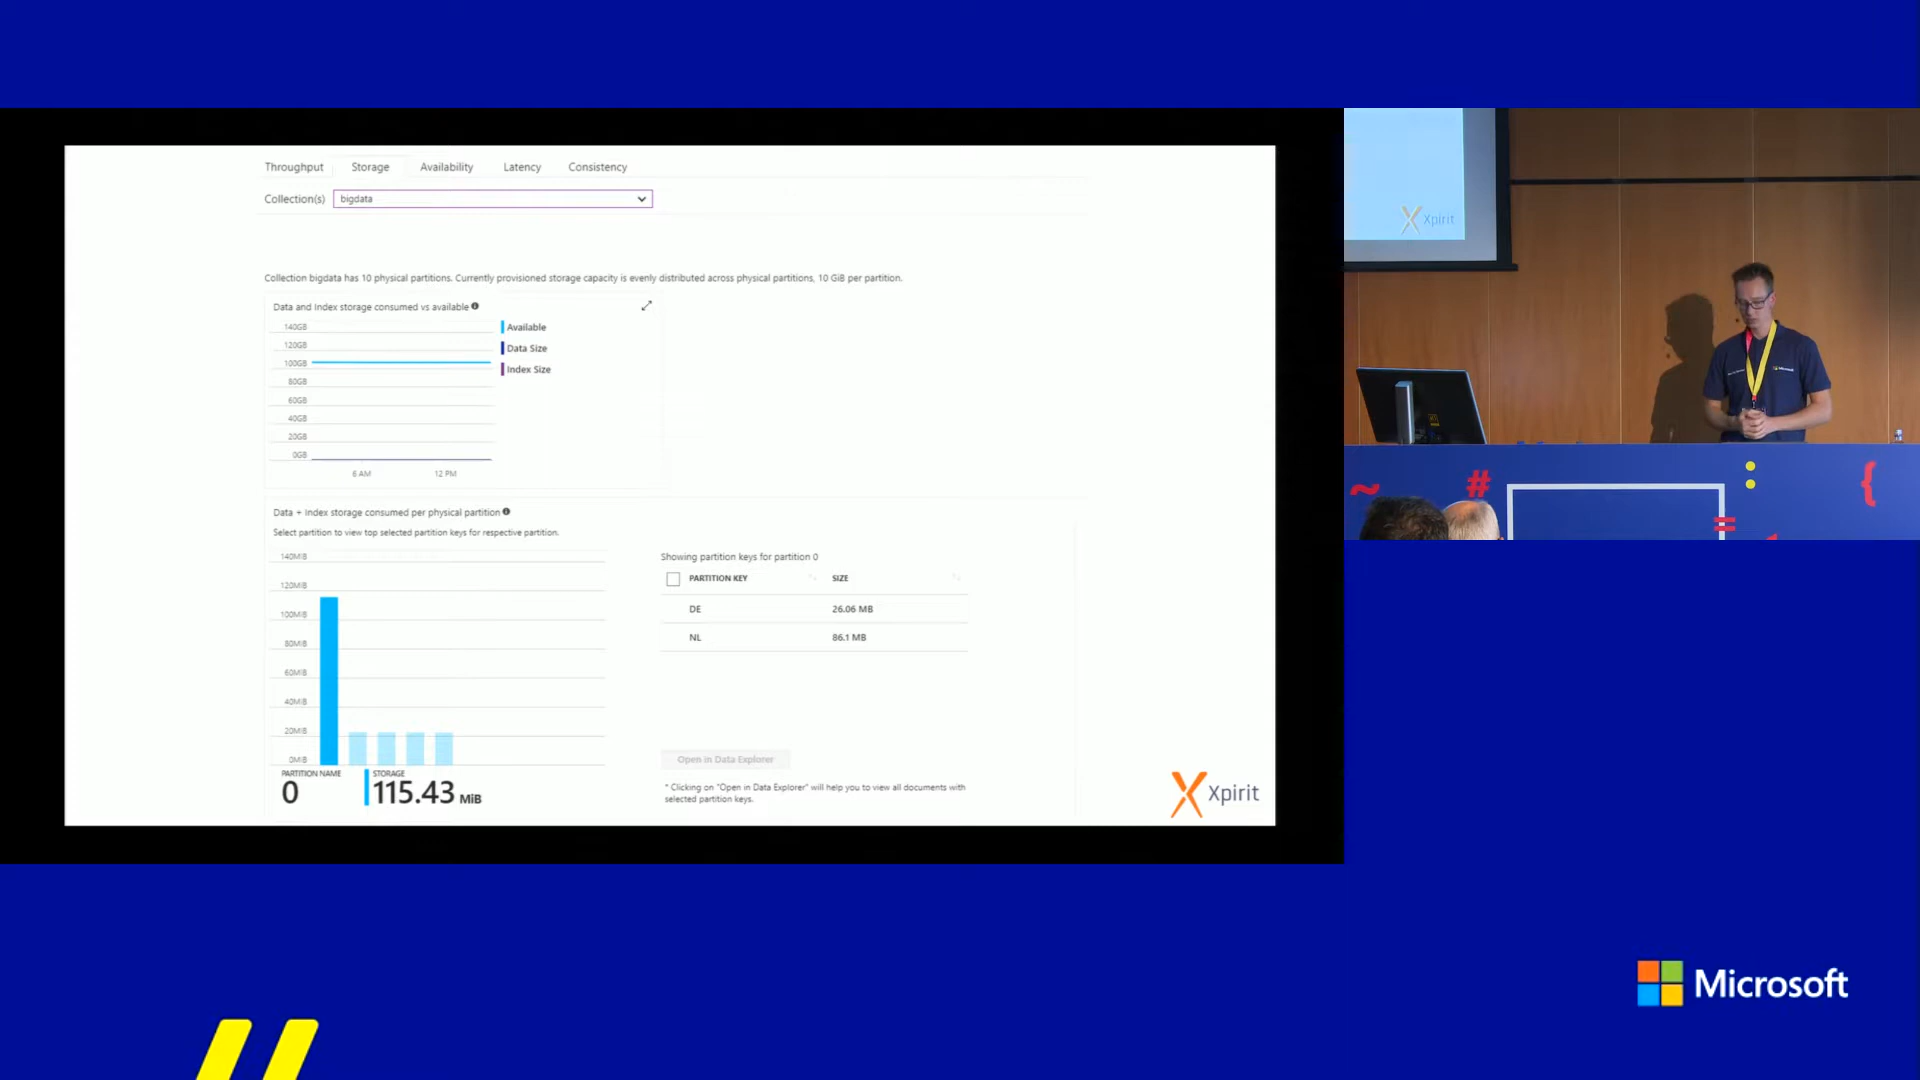 Throughput Storage Availability Latency Consistency
Collection(s) bigdata
Collection bigdata has 10 physical partitions. Currently provisioned storage capacity is evenly distributed across physical partitions, 10 GiB per partition.
Data and Index storage consumed vs available
140GB
120GB
100GB
80GB
60GB
40GB
20GB
0GB
6 AM 12 PM
Available
Data Size
Index Size
Data + Index storage consumed per physical partition
Select partition to view top selected partition keys for respective partition.
140MiB
120MiB
100MiB
80MiB
60MiB
40MiB
20MiB
0MiB
PARTITION NAME
0
STORAGE
115.43 MiB
Showing partition keys for partition 0
PARTITION KEY SIZE
DE 26.06 MB
NL 86.1 MB
Open in Data Explorer
* Clicking on "Open in Data Explorer" will help you to view all documents with
selected partition keys.
Xpirit
Xpirit
Microsoft
~ # = : {
Microsoft
//